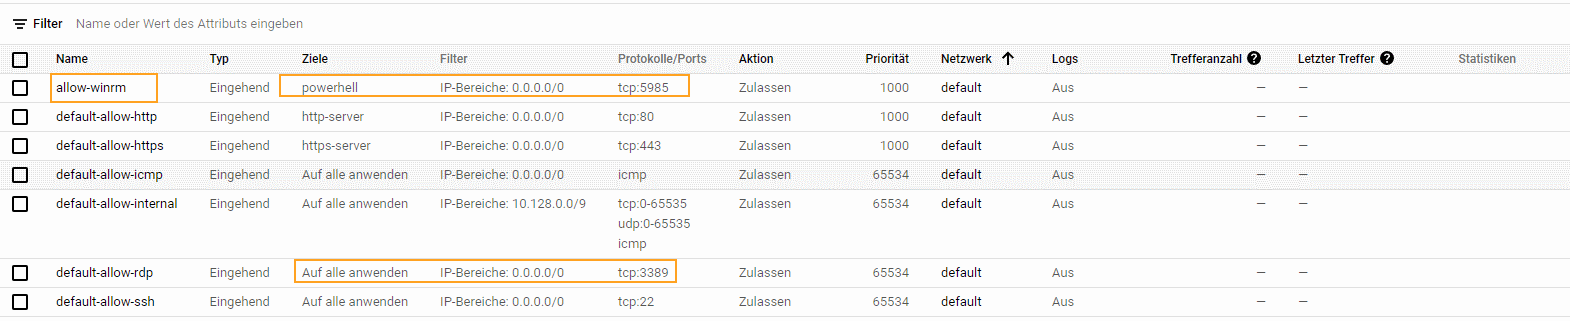 Filter Name oder Wert des Attributs eingeben
Name Typ Ziele Filter Protokolle/Ports Aktion Priorität Netzwerk Logs Trefferanzahl ? Letzter Treffer ? Statistiken
allow-winrm Eingehend powerhell IP-Bereiche: 0.0.0.0/0 tcp:5985 Zulassen 1000 default Aus — —
default-allow-http Eingehend http-server IP-Bereiche: 0.0.0.0/0 tcp:80 Zulassen 1000 default Aus — —
default-allow-https Eingehend https-server IP-Bereiche: 0.0.0.0/0 tcp:443 Zulassen 1000 default Aus — —
default-allow-icmp Eingehend Auf alle anwenden IP-Bereiche: 0.0.0.0/0 icmp Zulassen 65534 default Aus — —
default-allow-internal Eingehend Auf alle anwenden IP-Bereiche: 10.128.0.0/9 tcp:0-65535 Zulassen 65534 default Aus — —
udp:0-65535
icmp
default-allow-rdp Eingehend Auf alle anwenden IP-Bereiche: 0.0.0.0/0 tcp:3389 Zulassen 65534 default Aus — —
default-allow-ssh Eingehend Auf alle anwenden IP-Bereiche: 0.0.0.0/0 tcp:22 Zulassen 65534 default Aus — —